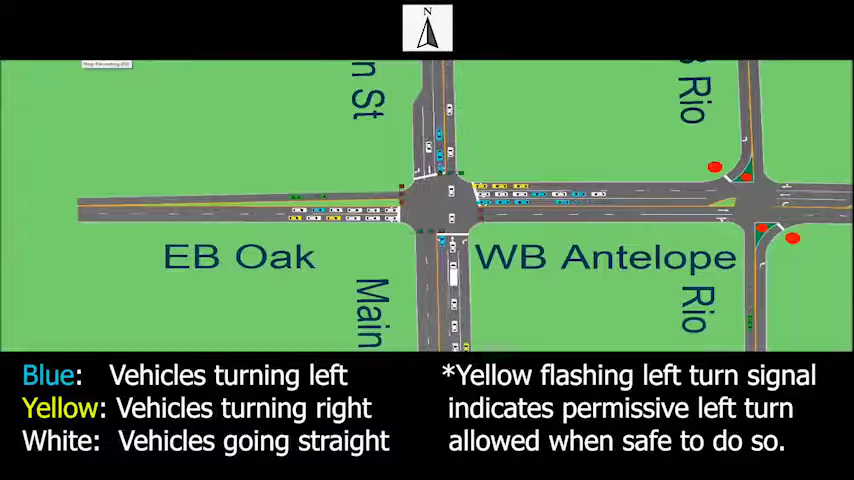 N
n St
Rio
EB Oak
WB Antelope
Main
Rio
Blue: Vehicles turning left
Yellow: Vehicles turning right
White: Vehicles going straight
*Yellow flashing left turn signal
indicates permissive left turn
allowed when safe to do so.